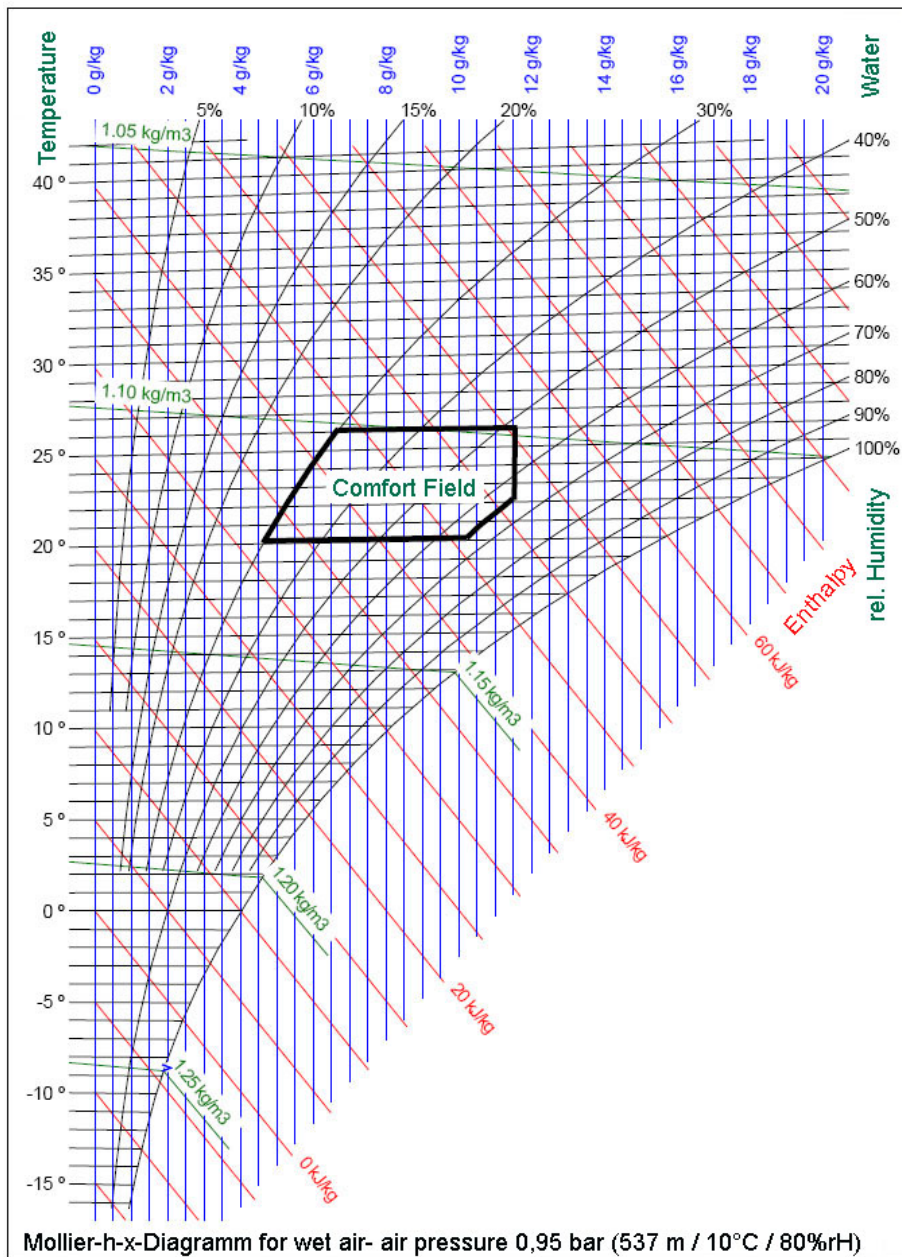 Temperature
0 g/kg
2 g/kg
4 g/kg
6 g/kg
8 g/kg
10 g/kg
12 g/kg
14 g/kg
16 g/kg
18 g/kg
20 g/kg
Water
5%
10%
15%
20%
30%
40%
50%
60%
70%
80%
90%
100%
rel. Humidity
1.05 kg/m3
40 º
35 º
30 º
1.10 kg/m3
25 º
Comfort Field
20 º
15 º
10 º
5 º
0 º
-5 º
-10 º
-15 º
1.15 kg/m3
1.20 kg/m3
1.25 kg/m3
Enthalpy
60 kJ/kg
40 kJ/kg
20 kJ/kg
0 kJ/kg
Mollier-h-x-Diagramm for wet air- air pressure 0,95 bar (537 m / 10°C / 80%rH)